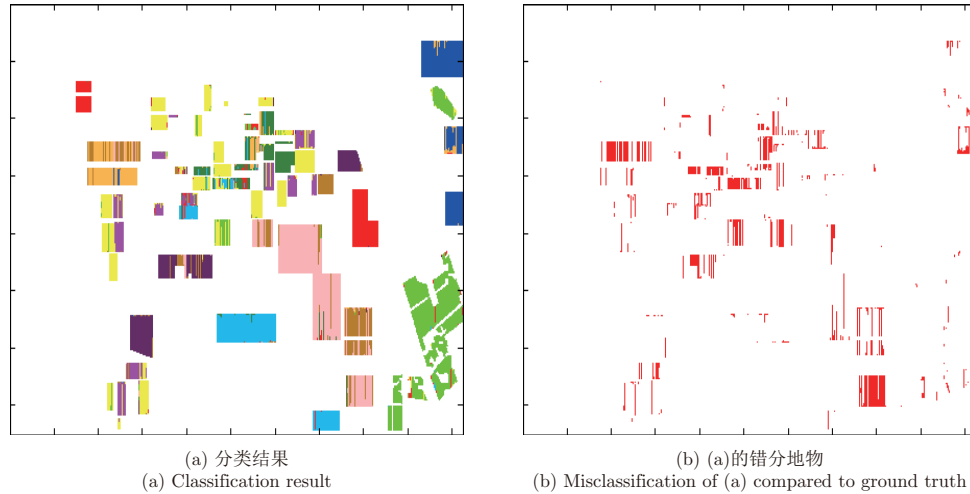 (a) 分类结果
(a) Classification result
(b) (a)的错分地物
(b) Misclassification of (a) compared to ground truth